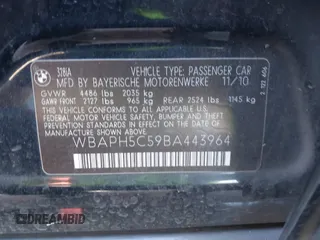 BMW 3781A VEHICLE TYPE: PASSENGER CAR
MFD BY BAYERISCHE MOTORENWERKE 11/10
GVWR 4486 lbs 2035 kg
GAWR FRONT 2127 lbs 965 kg REAR 2524 lbs 1145 kg
THIS VEHICLE CONFORMS TO ALL APPLICABLE U.S.
FEDERAL MOTOR VEHICLE SAFETY, BUMPER, AND
THEFT PREVENTION STANDARDS IN EFFECT ON THE
DATE OF MANUFACTURE SHOWN ABOVE.
WBAPH5C59BA443964
DREAMBID